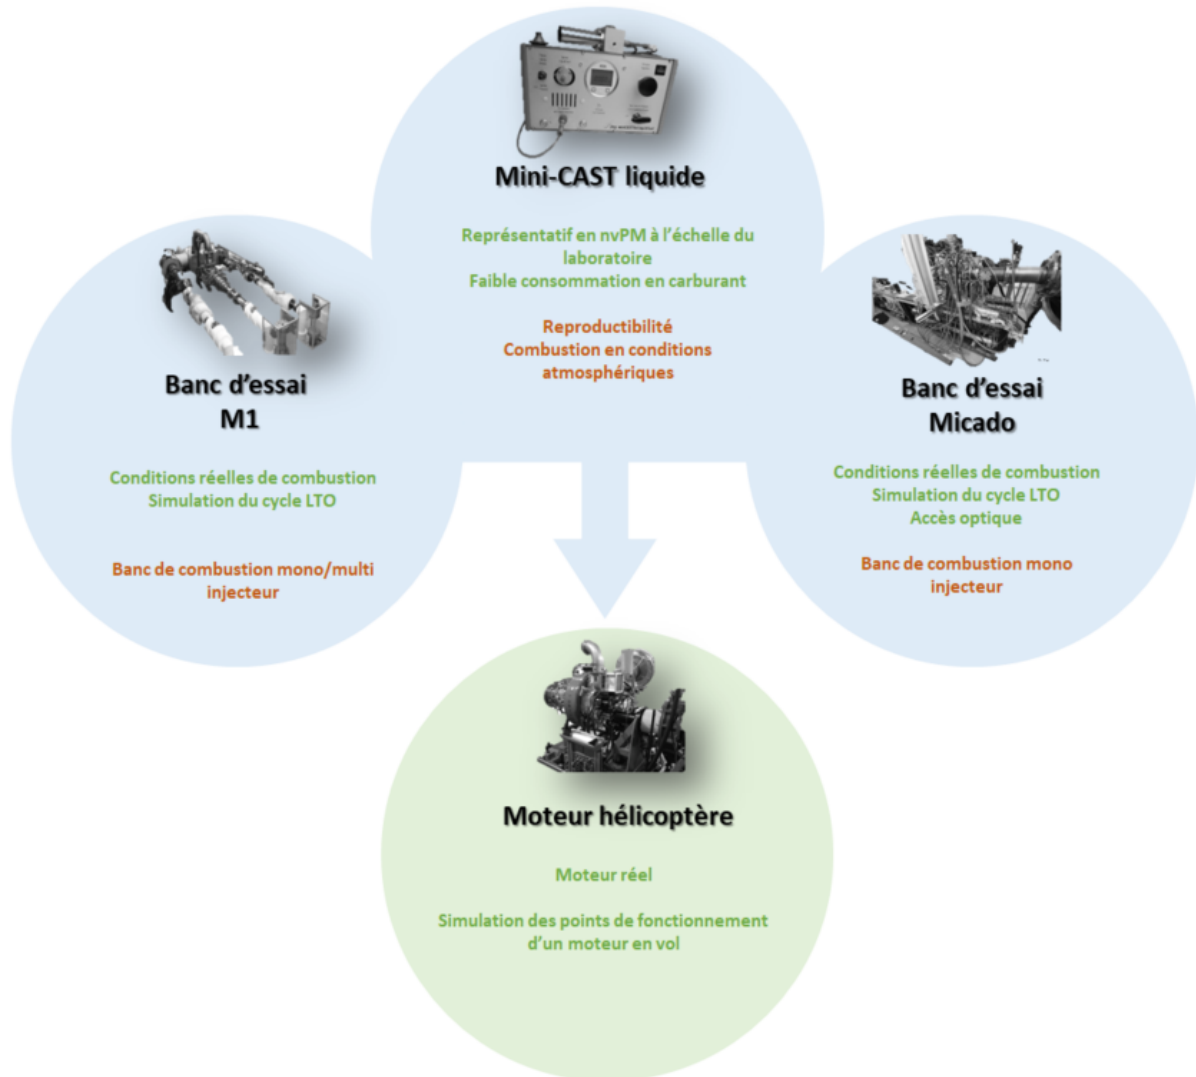 Mini-CAST liquide
Représentatif en nvPM à l'échelle du
laboratoire
Faible consommation en carburant
Reproductibilité
Combustion en conditions
atmosphériques
Banc d'essai
M1
Conditions réelles de combustion
Simulation du cycle LTO
Banc de combustion mono/multi
injecteur
Banc d'essai
Micado
Conditions réelles de combustion
Simulation du cycle LTO
Accès optique
Banc de combustion mono
injecteur
Moteur hélicoptère
Moteur réel
Simulation des points de fonctionnement
d'un moteur en vol